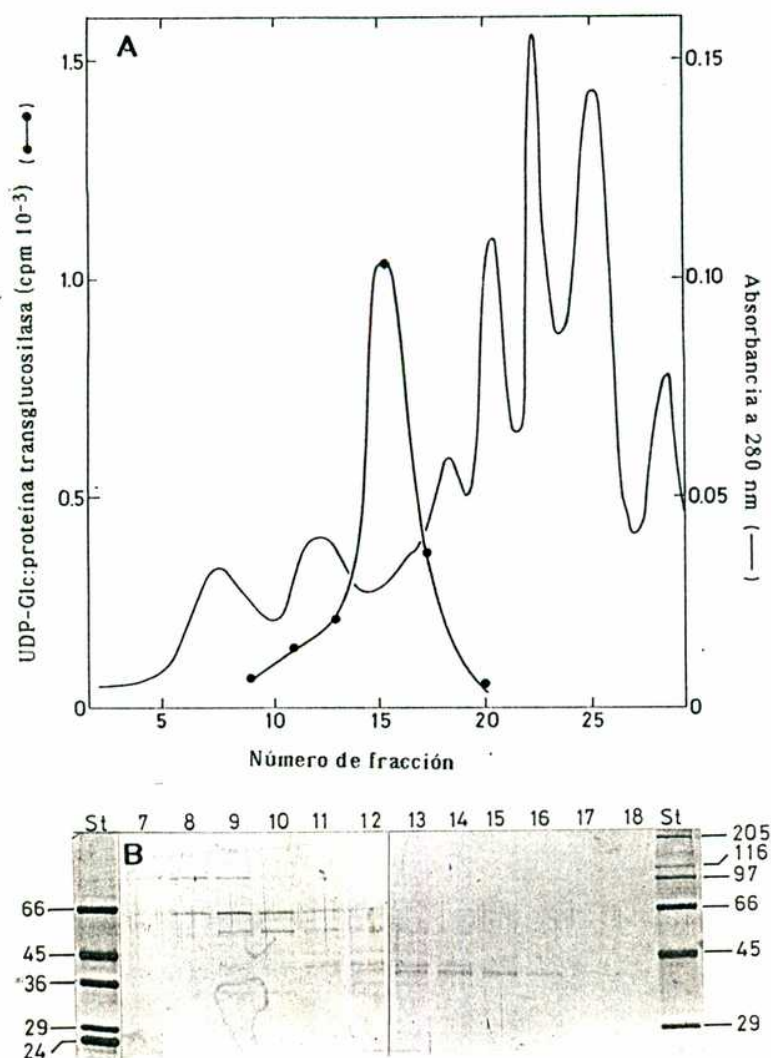 A
1.5
1.0
0.5
0
0.15
0.10
0.05
0
UDP-Glc:proteína transglucosilasa (cpm 10-3) (●—●)
Absorbancia a 280 nm (——)
5 10 15 20 25
Número de fracción
St 7 8 9 10 11 12 13 14 15 16 17 18 St
B
66
45
36
29
24
205
116
97
66
45
29